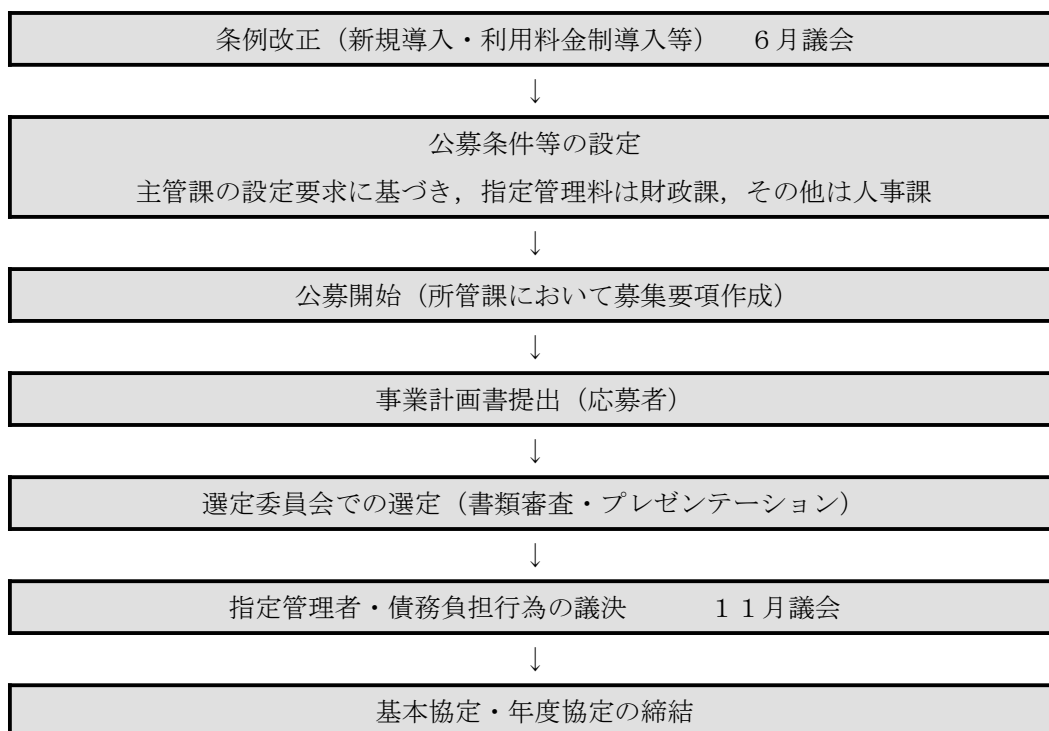 条例改正（新規導入・利用料金制導入等）　６月議会
↓
公募条件等の設定
主管課の設定要求に基づき，指定管理料は財政課，その他は人事課
↓
公募開始（所管課において募集要項作成）
↓
事業計画書提出（応募者）
↓
選定委員会での選定（書類審査・プレゼンテーション）
↓
指定管理者・債務負担行為の議決　　　１１月議会
↓
基本協定・年度協定の締結